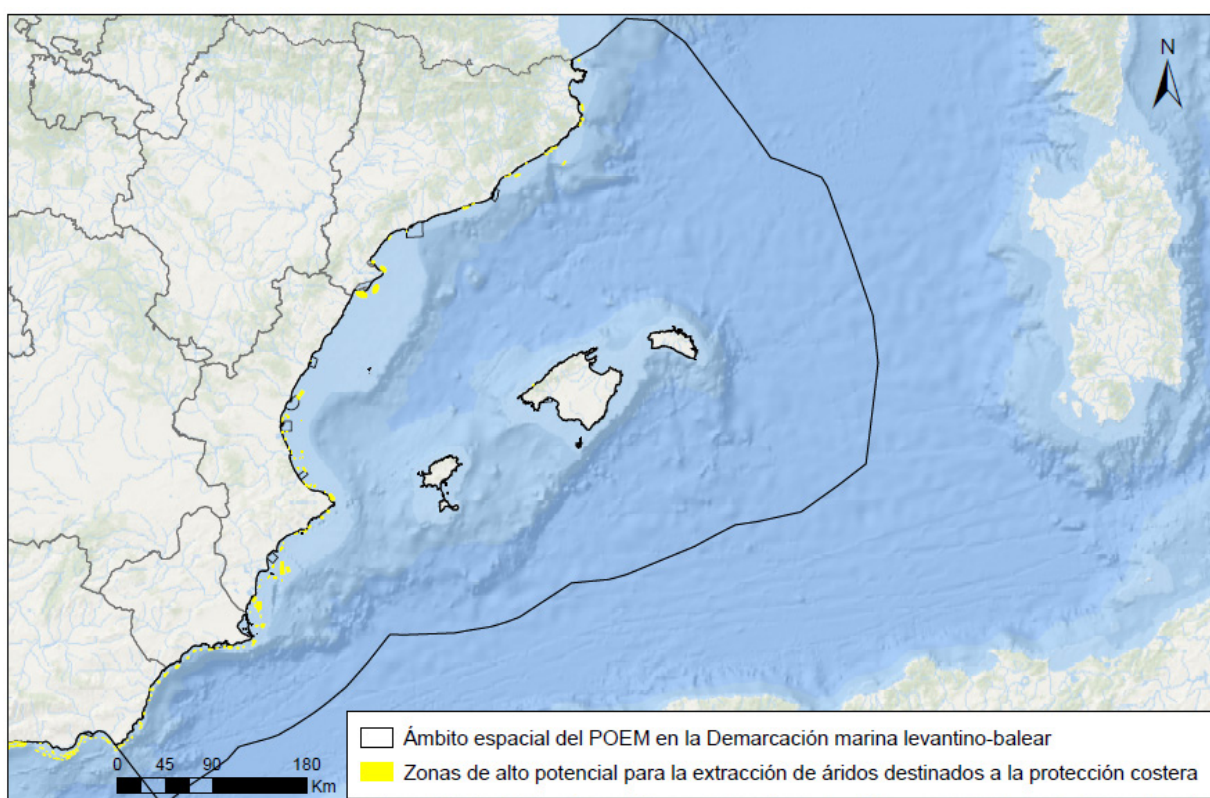 N
Ámbito espacial del POEM en la Demarcación marina levantino-balear
Zonas de alto potencial para la extracción de áridos destinados a la protección costera
0 45 90 180
Km